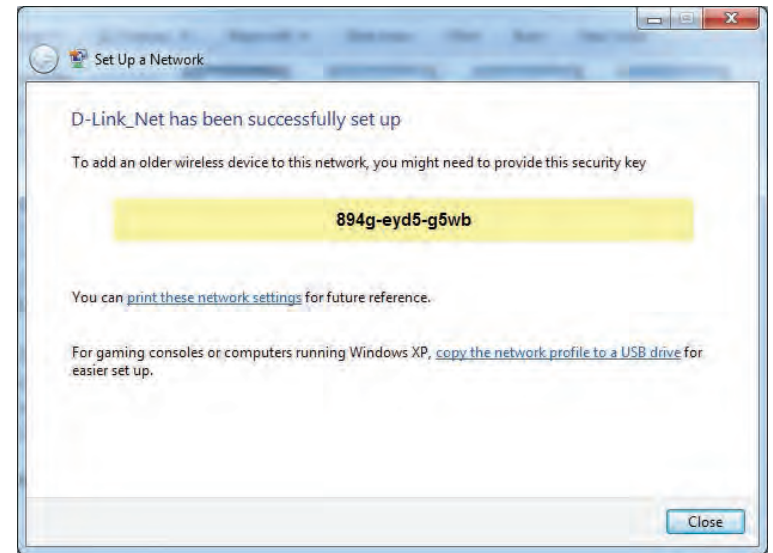 Set Up a Network
D-Link_Net has been successfully set up
To add an older wireless device to this network, you might need to provide this security key
894g-eyd5-g5wb
You can print these network settings for future reference.
For gaming consoles or computers running Windows XP, copy the network profile to a USB drive for
easier set up.
Close